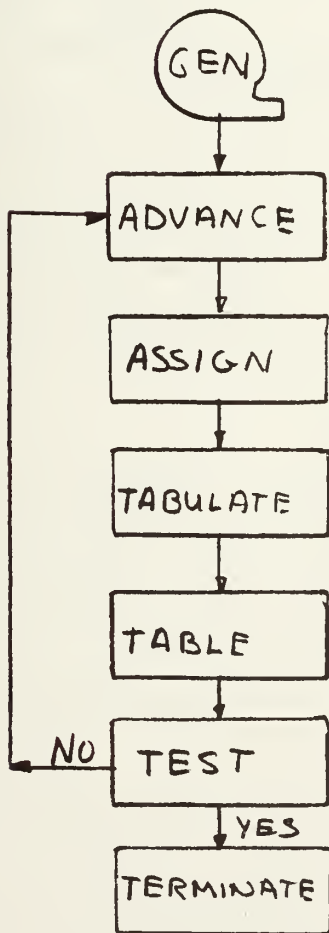 GEN
ADVANCE
ASSIGN
TABULATE
TABLE
NO
TEST
YES
TERMINATE